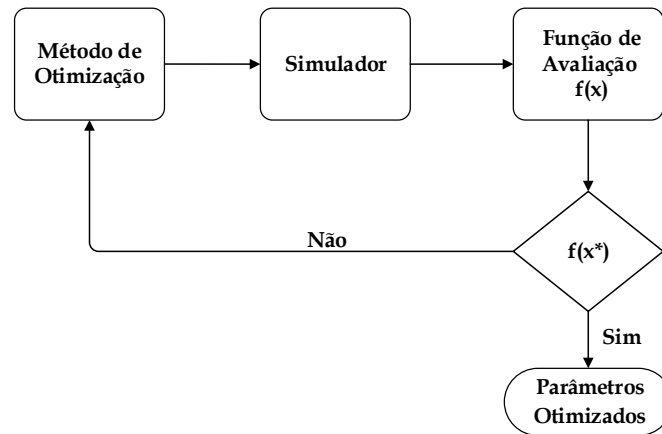 Método de
Otimização
Simulador
Função de
Avaliação
f(x)
Não
f(x*)
Sim
Parâmetros
Otimizados